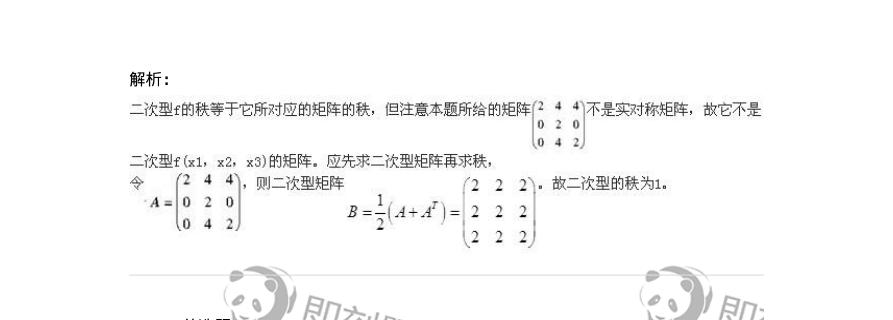 解析:
二次型f的秩等于它所对应的矩阵的秩，但注意本题所给的矩阵(2 4 4 0 2 0 0 4 2)不是实对称矩阵，故它不是
二次型f(x1，x2，x3)的矩阵。应先求二次型矩阵再求秩，
令 A=(2 4 4 0 2 0 0 4 2)，则二次型矩阵 B=1/2(A+A^T)=(2 2 2 2 2 2 2 2 2)。故二次型的秩为1。
即刻 即